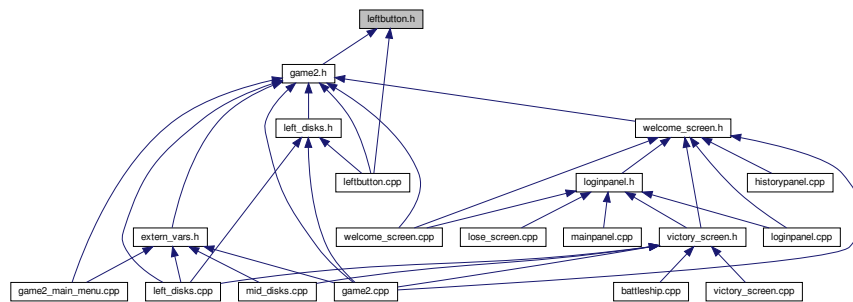 leftbutton.h
game2.h
left_disks.h
welcome_screen.h
leftbutton.cpp
loginpanel.h
historypanel.cpp
extern_vars.h
welcome_screen.cpp
lose_screen.cpp
mainpanel.cpp
victory_screen.h
loginpanel.cpp
game2_main_menu.cpp
left_disks.cpp
mid_disks.cpp
game2.cpp
battleship.cpp
victory_screen.cpp